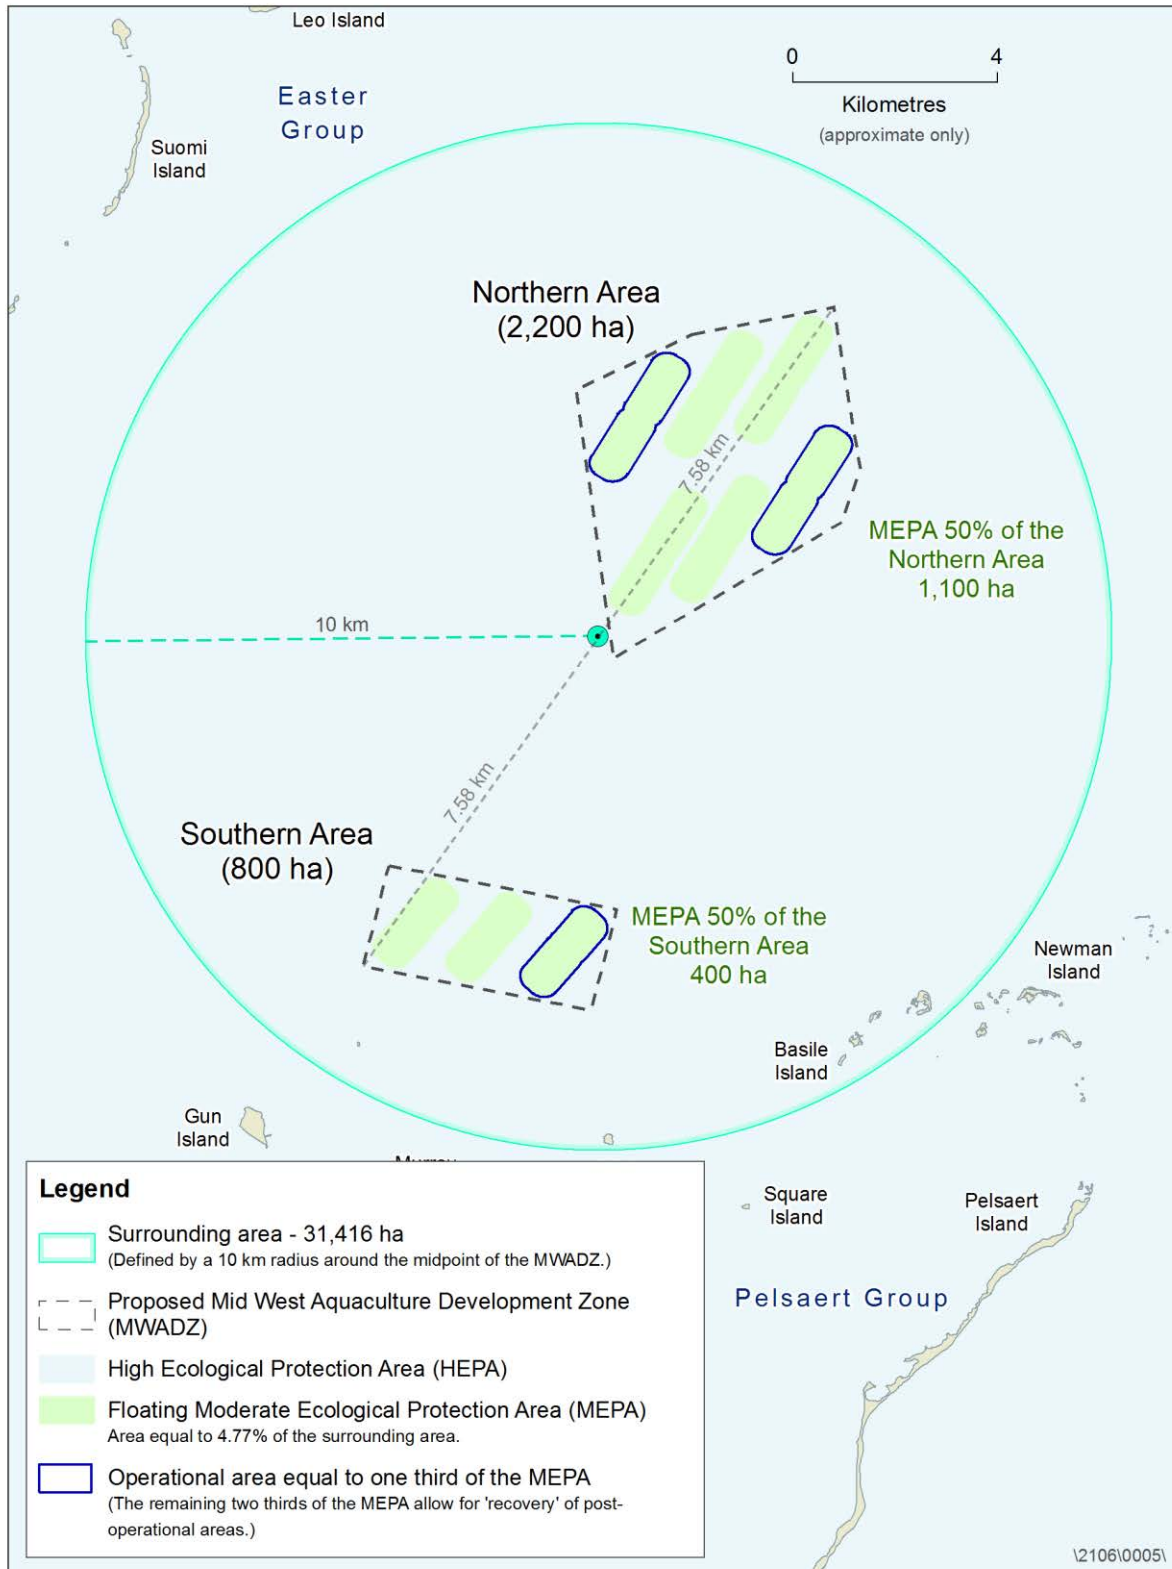 Leo Island
0 4
Kilometres
(approximate only)
Easter
Group
Suomi
Island
Northern Area
(2,200 ha)
7.58 km
MEPA 50% of the
Northern Area
1,100 ha
10 km
7.58 km
Southern Area
(800 ha)
MEPA 50% of the
Southern Area
400 ha
Newman
Island
Basile
Island
Gun
Island
Square
Island
Pelsaert
Island
Pelsaert Group
Legend
Surrounding area - 31,416 ha
(Defined by a 10 km radius around the midpoint of the MWADZ.)
Proposed Mid West Aquaculture Development Zone
(MWADZ)
High Ecological Protection Area (HEPA)
Floating Moderate Ecological Protection Area (MEPA)
Area equal to 4.77% of the surrounding area.
Operational area equal to one third of the MEPA
(The remaining two thirds of the MEPA allow for 'recovery' of post-
operational areas.)
\2106\0005\